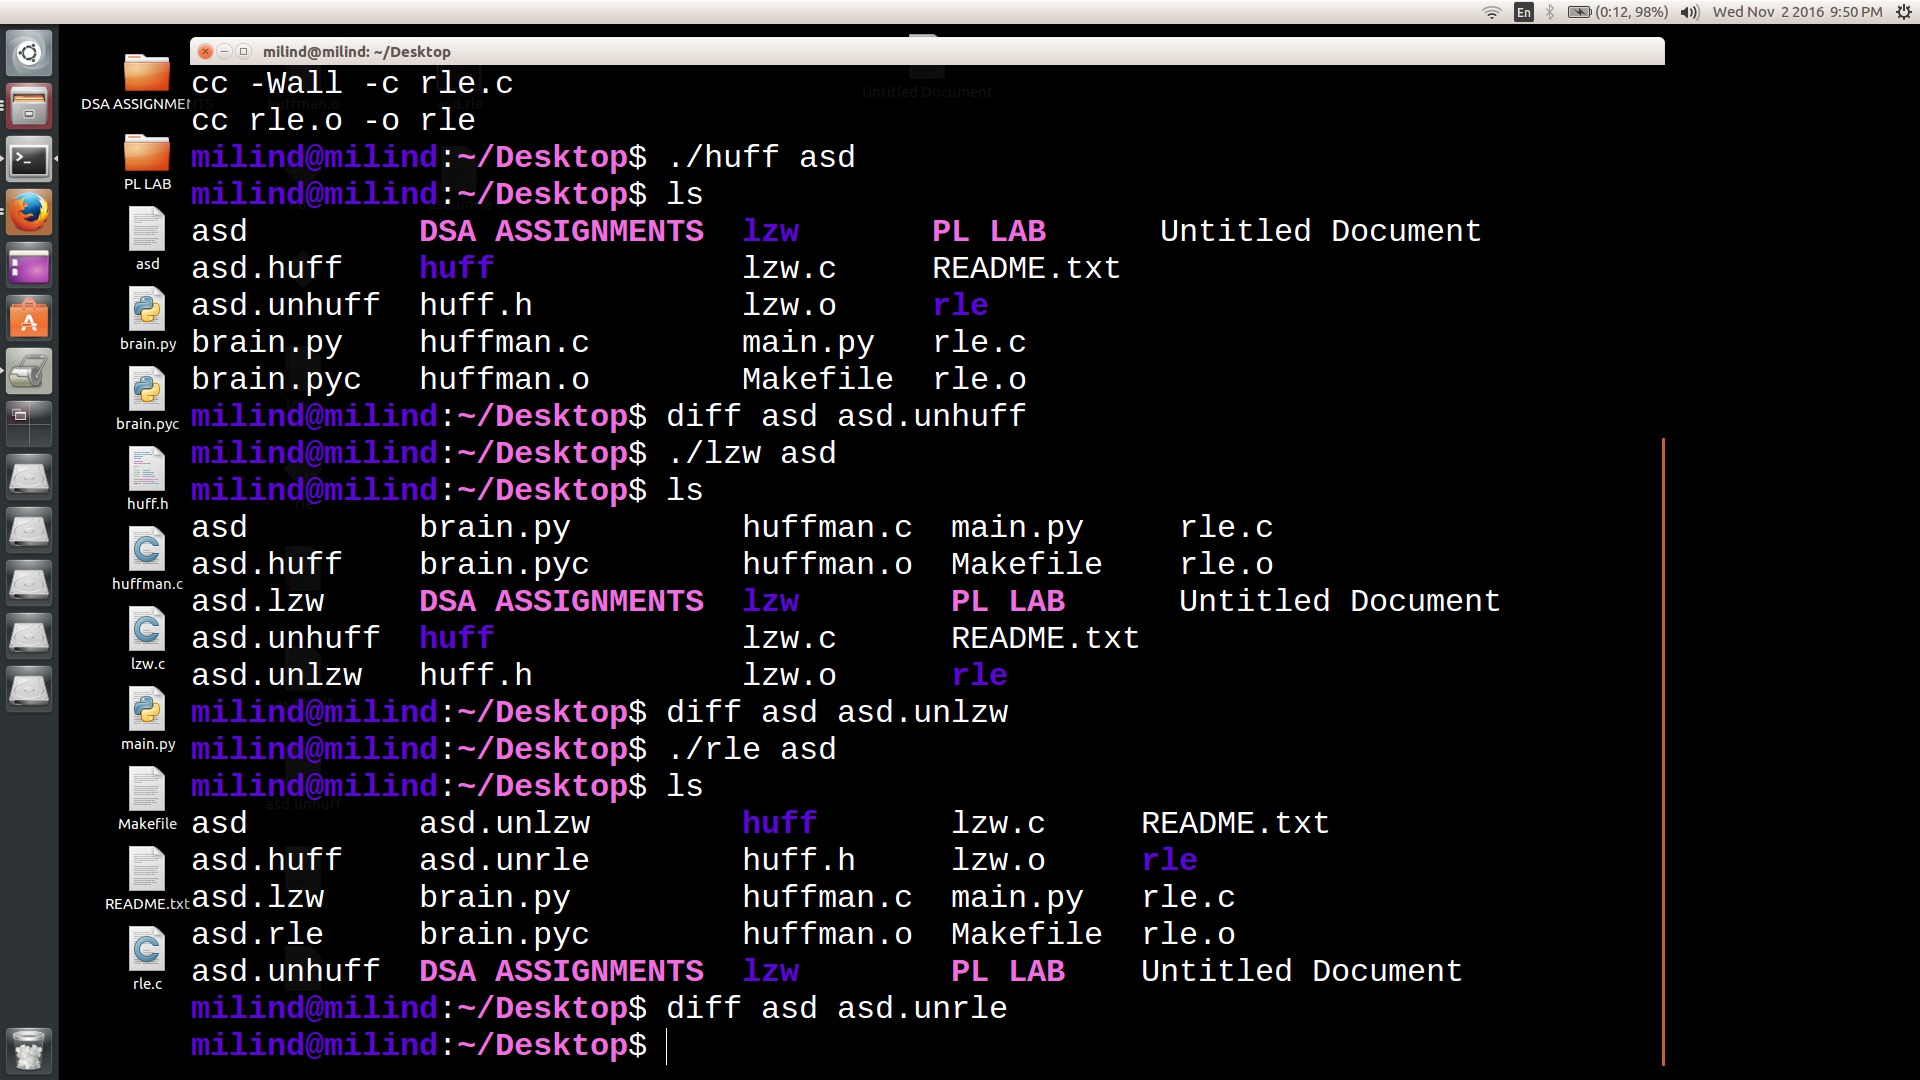 En (0:12, 98%) Wed Nov 2 2016 9:50 PM
milind@milind: ~/Desktop
DSA ASSIGNMENTS
PL LAB
asd
brain.py
brain.pyc
huff.h
huffman.c
lzw.c
main.py
Makefile
README.txt
rle.c
huffman.o
asd.rle
Untitled Document
asd.unhuff
cc -Wall -c rle.c
cc rle.o -o rle
milind@milind:~/Desktop$ ./huff asd
milind@milind:~/Desktop$ ls
asd DSA ASSIGNMENTS lzw PL LAB Untitled Document
asd.huff huff lzw.c README.txt
asd.unhuff huff.h lzw.o rle
brain.py huffman.c main.py rle.c
brain.pyc huffman.o Makefile rle.o
milind@milind:~/Desktop$ diff asd asd.unhuff
milind@milind:~/Desktop$ ./lzw asd
milind@milind:~/Desktop$ ls
asd brain.py huffman.c main.py rle.c
asd.huff brain.pyc huffman.o Makefile rle.o
asd.lzw DSA ASSIGNMENTS lzw PL LAB Untitled Document
asd.unhuff huff lzw.c README.txt
asd.unlzw huff.h lzw.o rle
milind@milind:~/Desktop$ diff asd asd.unlzw
milind@milind:~/Desktop$ ./rle asd
milind@milind:~/Desktop$ ls
asd asd.unlzw huff lzw.c README.txt
asd.huff asd.unrle huff.h lzw.o rle
asd.lzw brain.py huffman.c main.py rle.c
asd.rle brain.pyc huffman.o Makefile rle.o
asd.unhuff DSA ASSIGNMENTS lzw PL LAB Untitled Document
milind@milind:~/Desktop$ diff asd asd.unrle
milind@milind:~/Desktop$